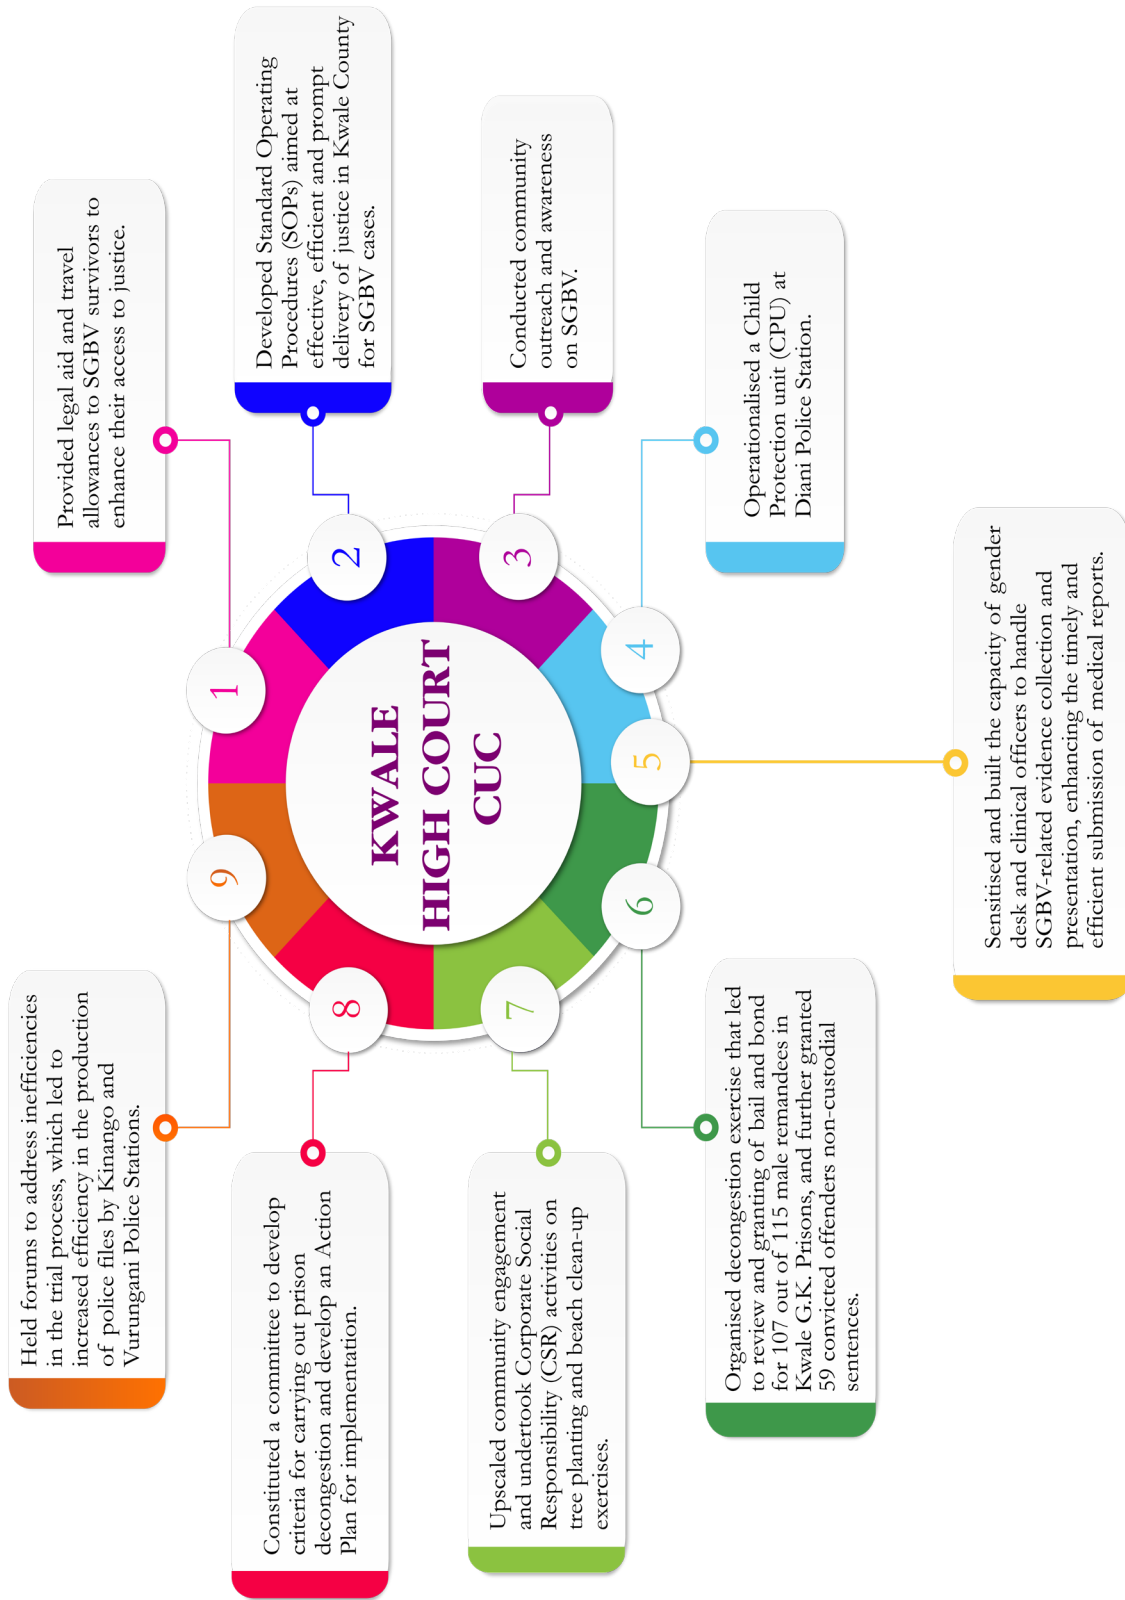 KWALE
HIGH COURT
CUC
1
Provided legal aid and travel
allowances to SGBV survivors to
enhance their access to justice.
2
Developed Standard Operating
Procedures (SOPs) aimed at
effective, efficient and prompt
delivery of justice in Kwale County
for SGBV cases.
3
Conducted community
outreach and awareness
on SGBV.
4
Operationalised a Child
Protection unit (CPU) at
Diani Police Station.
5
Sensitised and built the capacity of gender
desk and clinical officers to handle
SGBV-related evidence collection and
presentation, enhancing the timely and
efficient submission of medical reports.
6
Organised decongestion exercise that led
to review and granting of bail and bond
for 107 out of 115 male remandees in
Kwale G.K. Prisons, and further granted
59 convicted offenders non-custodial
sentences.
7
Upscaled community engagement
and undertook Corporate Social
Responsibility (CSR) activities on
tree planting and beach clean-up
exercises.
8
Constituted a committee to develop
criteria for carrying out prison
decongestion and develop an Action
Plan for implementation.
9
Held forums to address inefficiencies
in the trial process, which led to
increased efficiency in the production
of police files by Kinango and
Vurungani Police Stations.